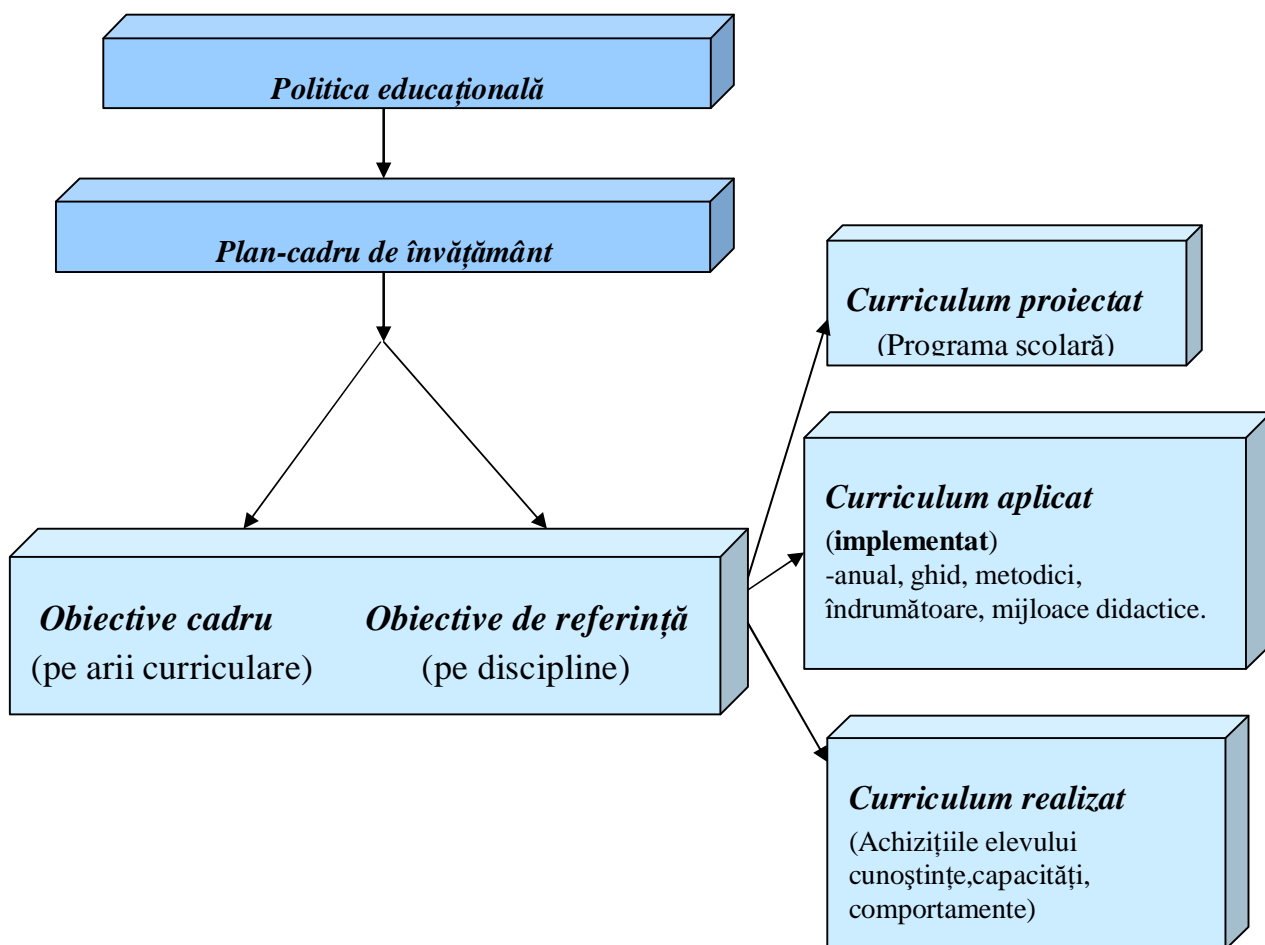 Politica educațională
Plan-cadru de învățământ
Curriculum proiectat
(Programa scolară)
Curriculum aplicat
(implementat)
-anual, ghid, metodici,
îndrumătoare, mijloace didactice.
Obiective cadru Obiective de referință
(pe arii curriculare) (pe discipline)
Curriculum realizat
(Achizițiile elevului
cunoştințe,capacități,
comportamente)